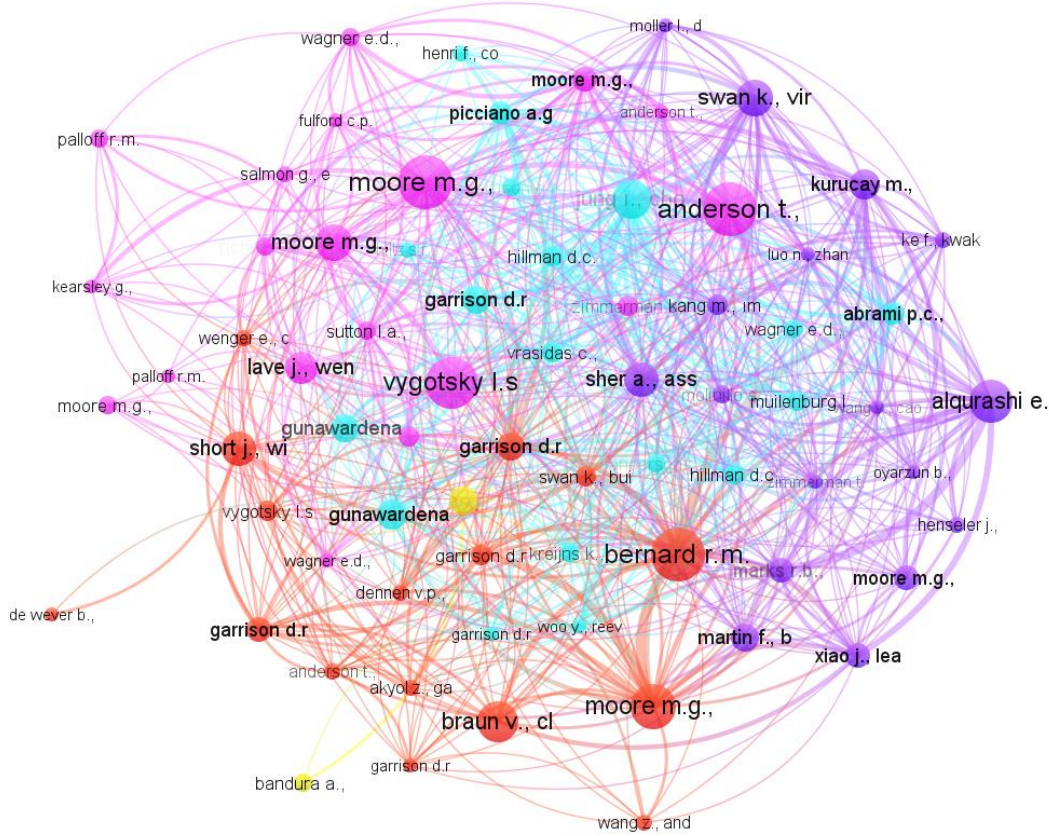 moller l., d
wagner e.d.,
henri f., co
moore m.g.,
swan k., vir
picciano a.g
anderson t.,
fulford c.p.
palloff r.m.
salmon g., e
moore m.g.,
kurucay m.,
jung i., ch
anderson t.,
moore m.g.,
ke f., kwak
hillman d.c.
luo n., zhan
kearsley g.,
garrison d.r
zimmerman
kang m., im
abrami p.c.,
wagner e.d.,
sutton l.a.,
wenger e., c
vrasidas c.,
lave j., wen
palloff r.m.
vygotsky l.s
sher a., ass
alqurashi e.
muilenburg l
moore m.g.,
gunawardena
wang y., cao
short j., wi
garrison d.r
oyarzun b.,
swan k., bui
hillman d.c.
zimmerman t.
vygotsky l.s
gunawardena
henseler j.,
wagner e.d.,
garrison d.r
kreijns k.,
bernard r.m.
marks r.b.,
moore m.g.,
dennen v.p.,
de wever b.,
garrison d.r
garrison d.r
woo y., reev
martin f., b
xiao j., lea
anderson t.,
akyol z., ga
moore m.g.,
braun v., cl
garrison d.r
bandura a.,
wang z., and